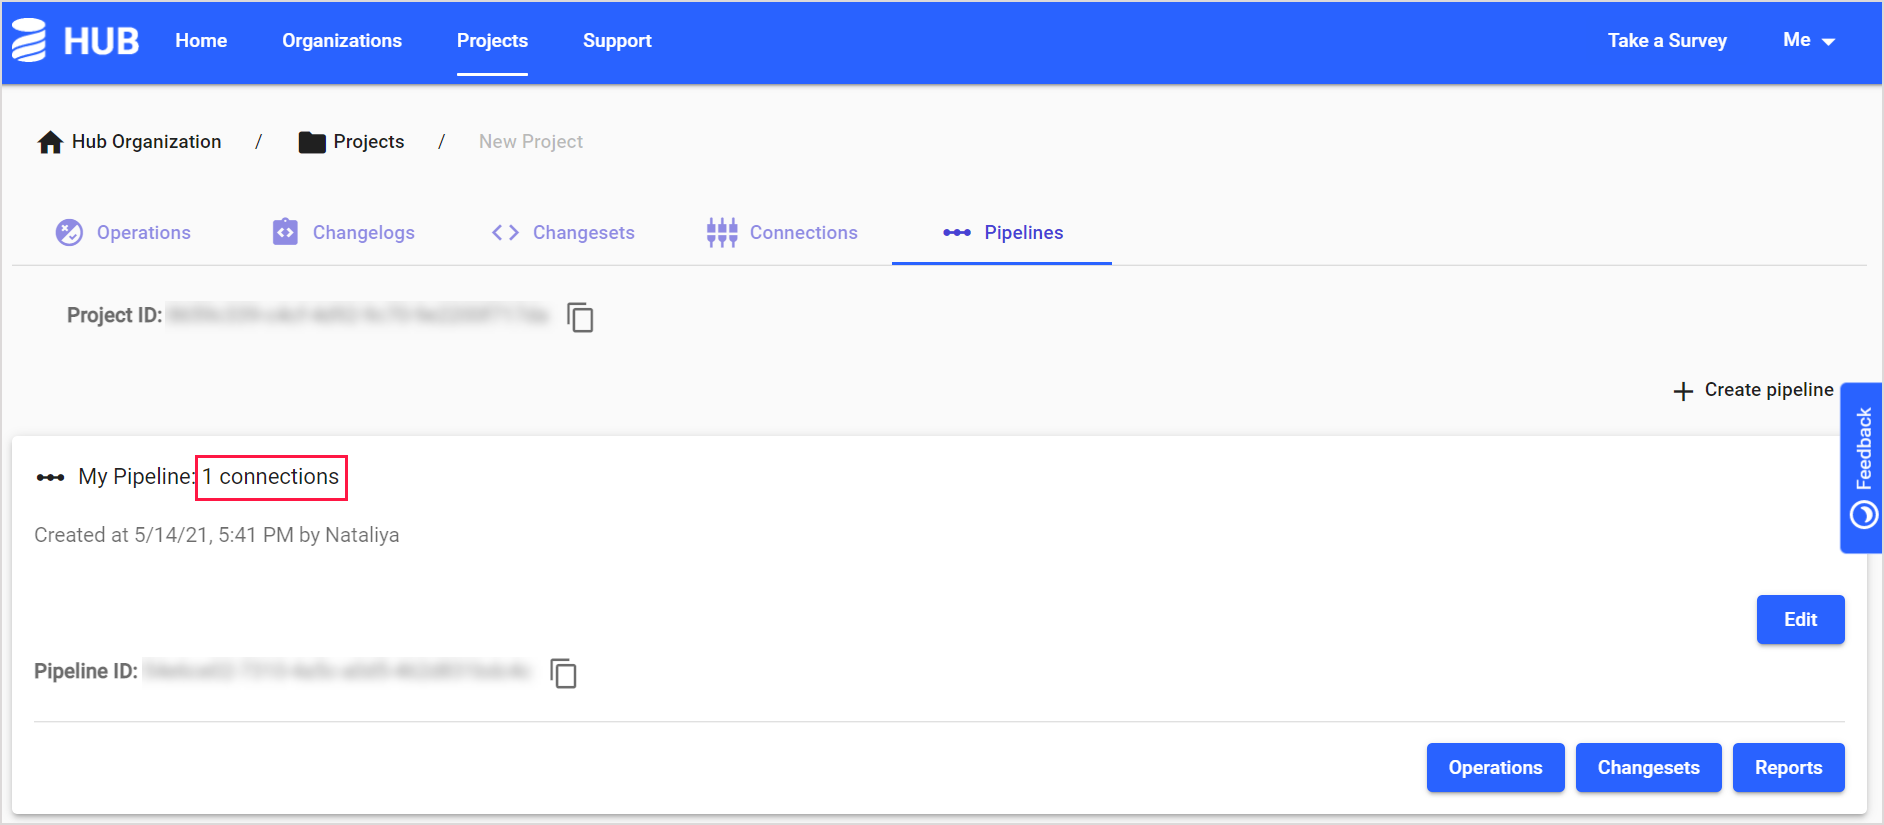 HUB Home Organizations Projects Support Take a Survey Me
Hub Organization / Projects / New Project
Operations Changelogs Changesets Connections Pipelines
Project ID:
Create pipeline
Feedback
My Pipeline: 1 connections
Created at 5/14/21, 5:41 PM by Nataliya
Edit
Pipeline ID:
Operations Changesets Reports